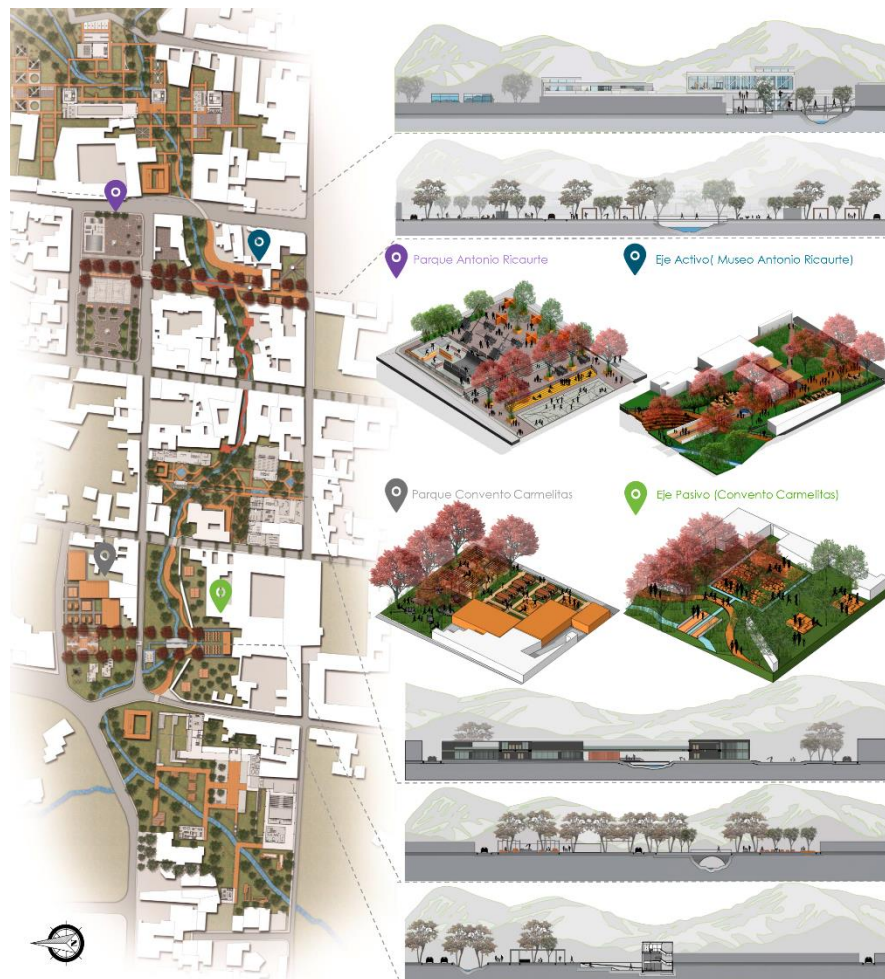 Parque Antonio Ricaurte
Eje Activo( Museo Antonio Ricaurte)
Parque Convento Carmelitas
Eje Pasivo (Convento Carmelitas)